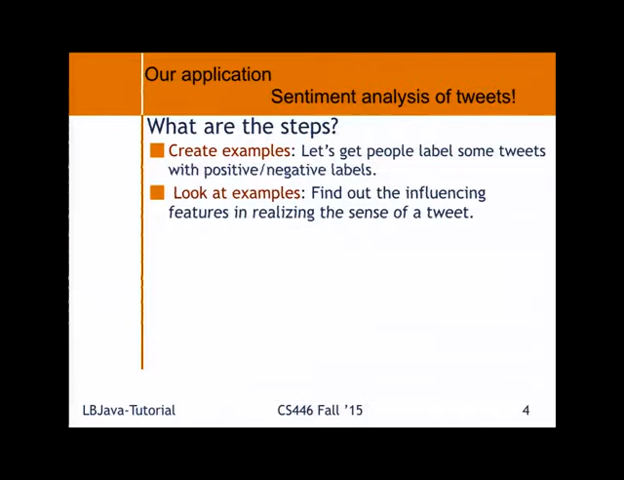 Our application
Sentiment analysis of tweets!
What are the steps?
Create examples: Let's get people label some tweets
with positive/negative labels.
Look at examples: Find out the influencing
features in realizing the sense of a tweet.
LBJava-Tutorial CS446 Fall '15 4